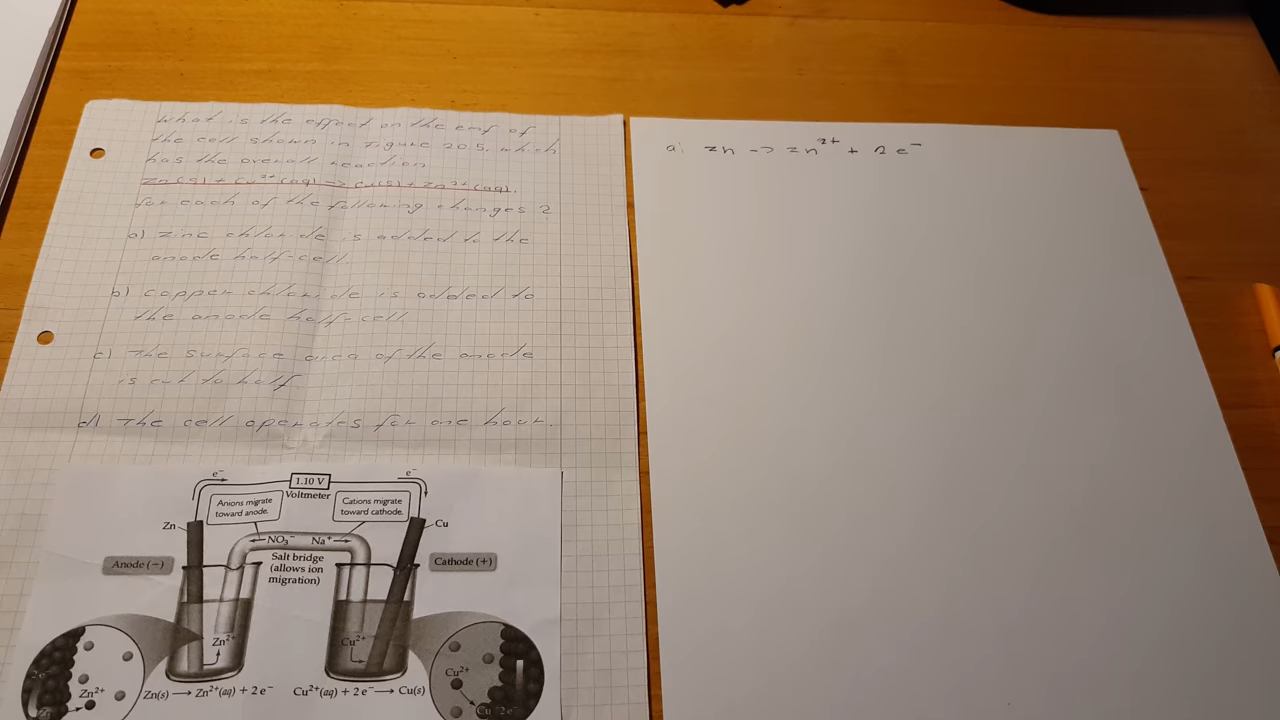 What is the effect on the emf of
the cell shown in Figure 20.5, which
has the overall reaction
Zn(s) + Cu²⁺(aq) -> Cu(s) + Zn²⁺(aq),
for each of the following changes?
a) zinc chloride is added to the
anode half-cell.
b) copper chloride is added to
the anode half-cell
c) The surface area of the anode
is cut to half
d) The cell operates for one hour.
a) Zn -> Zn²⁺ + 2e⁻
e⁻
1.10 V
e⁻
Voltmeter
Anions migrate
toward anode.
Cations migrate
toward cathode.
Zn
Cu
NO₃⁻ Na⁺
Salt bridge
(allows ion
migration)
Anode (−)
Cathode (+)
Zn²⁺
Cu²⁺
2e⁻
Zn²⁺
Zn
Zn(s) ⟶ Zn²⁺(aq) + 2 e⁻
Cu²⁺(aq) + 2 e⁻ ⟶ Cu(s)
Cu²⁺
Cu 2e⁻